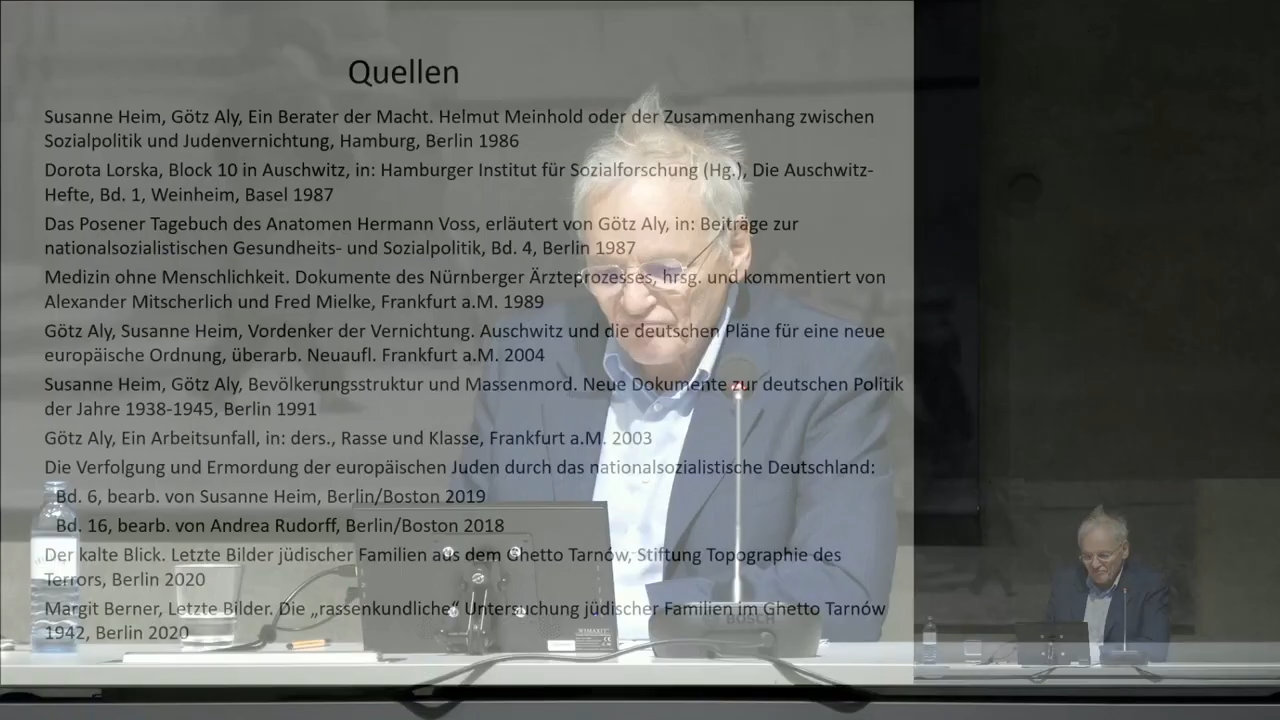 Quellen
Susanne Heim, Götz Aly, Ein Berater der Macht. Helmut Meinhold oder der Zusammenhang zwischen
Sozialpolitik und Judenvernichtung, Hamburg, Berlin 1986
Dorota Lorska, Block 10 in Auschwitz, in: Hamburger Institut für Sozialforschung (Hg.), Die Auschwitz-
Hefte, Bd. 1, Weinheim, Basel 1987
Das Posener Tagebuch des Anatomen Hermann Voss, erläutert von Götz Aly, in: Beiträge zur
nationalsozialistischen Gesundheits- und Sozialpolitik, Bd. 4, Berlin 1987
Medizin ohne Menschlichkeit. Dokumente des Nürnberger Ärzteprozesses, hrsg. und kommentiert von
Alexander Mitscherlich und Fred Mielke, Frankfurt a.M. 1989
Götz Aly, Susanne Heim, Vordenker der Vernichtung. Auschwitz und die deutschen Pläne für eine neue
europäische Ordnung, überarb. Neuaufl. Frankfurt a.M. 2004
Susanne Heim, Götz Aly, Bevölkerungsstruktur und Massenmord. Neue Dokumente zur deutschen Politik
der Jahre 1938-1945, Berlin 1991
Götz Aly, Ein Arbeitsunfall, in: ders., Rasse und Klasse, Frankfurt a.M. 2003
Die Verfolgung und Ermordung der europäischen Juden durch das nationalsozialistische Deutschland:
Bd. 6, bearb. von Susanne Heim, Berlin/Boston 2019
Bd. 16, bearb. von Andrea Rudorff, Berlin/Boston 2018
Der kalte Blick. Letzte Bilder jüdischer Familien aus dem Ghetto Tarnów, Stiftung Topographie des
Terrors, Berlin 2020
Margit Berner, Letzte Bilder. Die „rassenkundliche“ Untersuchung jüdischer Familien im Ghetto Tarnów
1942, Berlin 2020
BOSCH